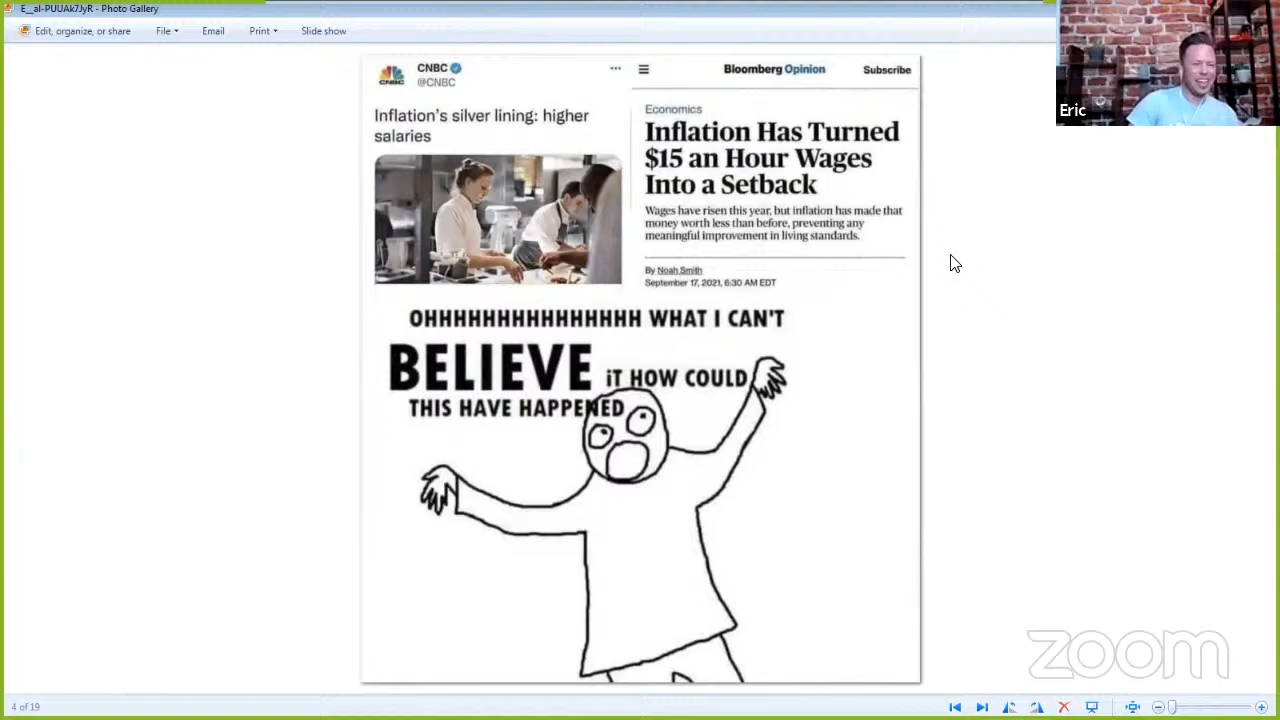 E__al-PUUAk7JyR - Photo Gallery
Edit, organize, or share File Email Print Slide show
Eric
CNBC
@CNBC
Inflation's silver lining: higher
salaries
CNBC
Bloomberg Opinion Subscribe
Economics
Inflation Has Turned
$15 an Hour Wages
Into a Setback
Wages have risen this year, but inflation has made that
money worth less than before, preventing any
meaningful improvement in living standards.
By Noah Smith
September 17, 2021, 6:30 AM EDT
OHHHHHHHHHHHHHHH WHAT I CAN'T
BELIEVE iT HOW COULD
THIS HAVE HAPPENED
zoom
4 of 19